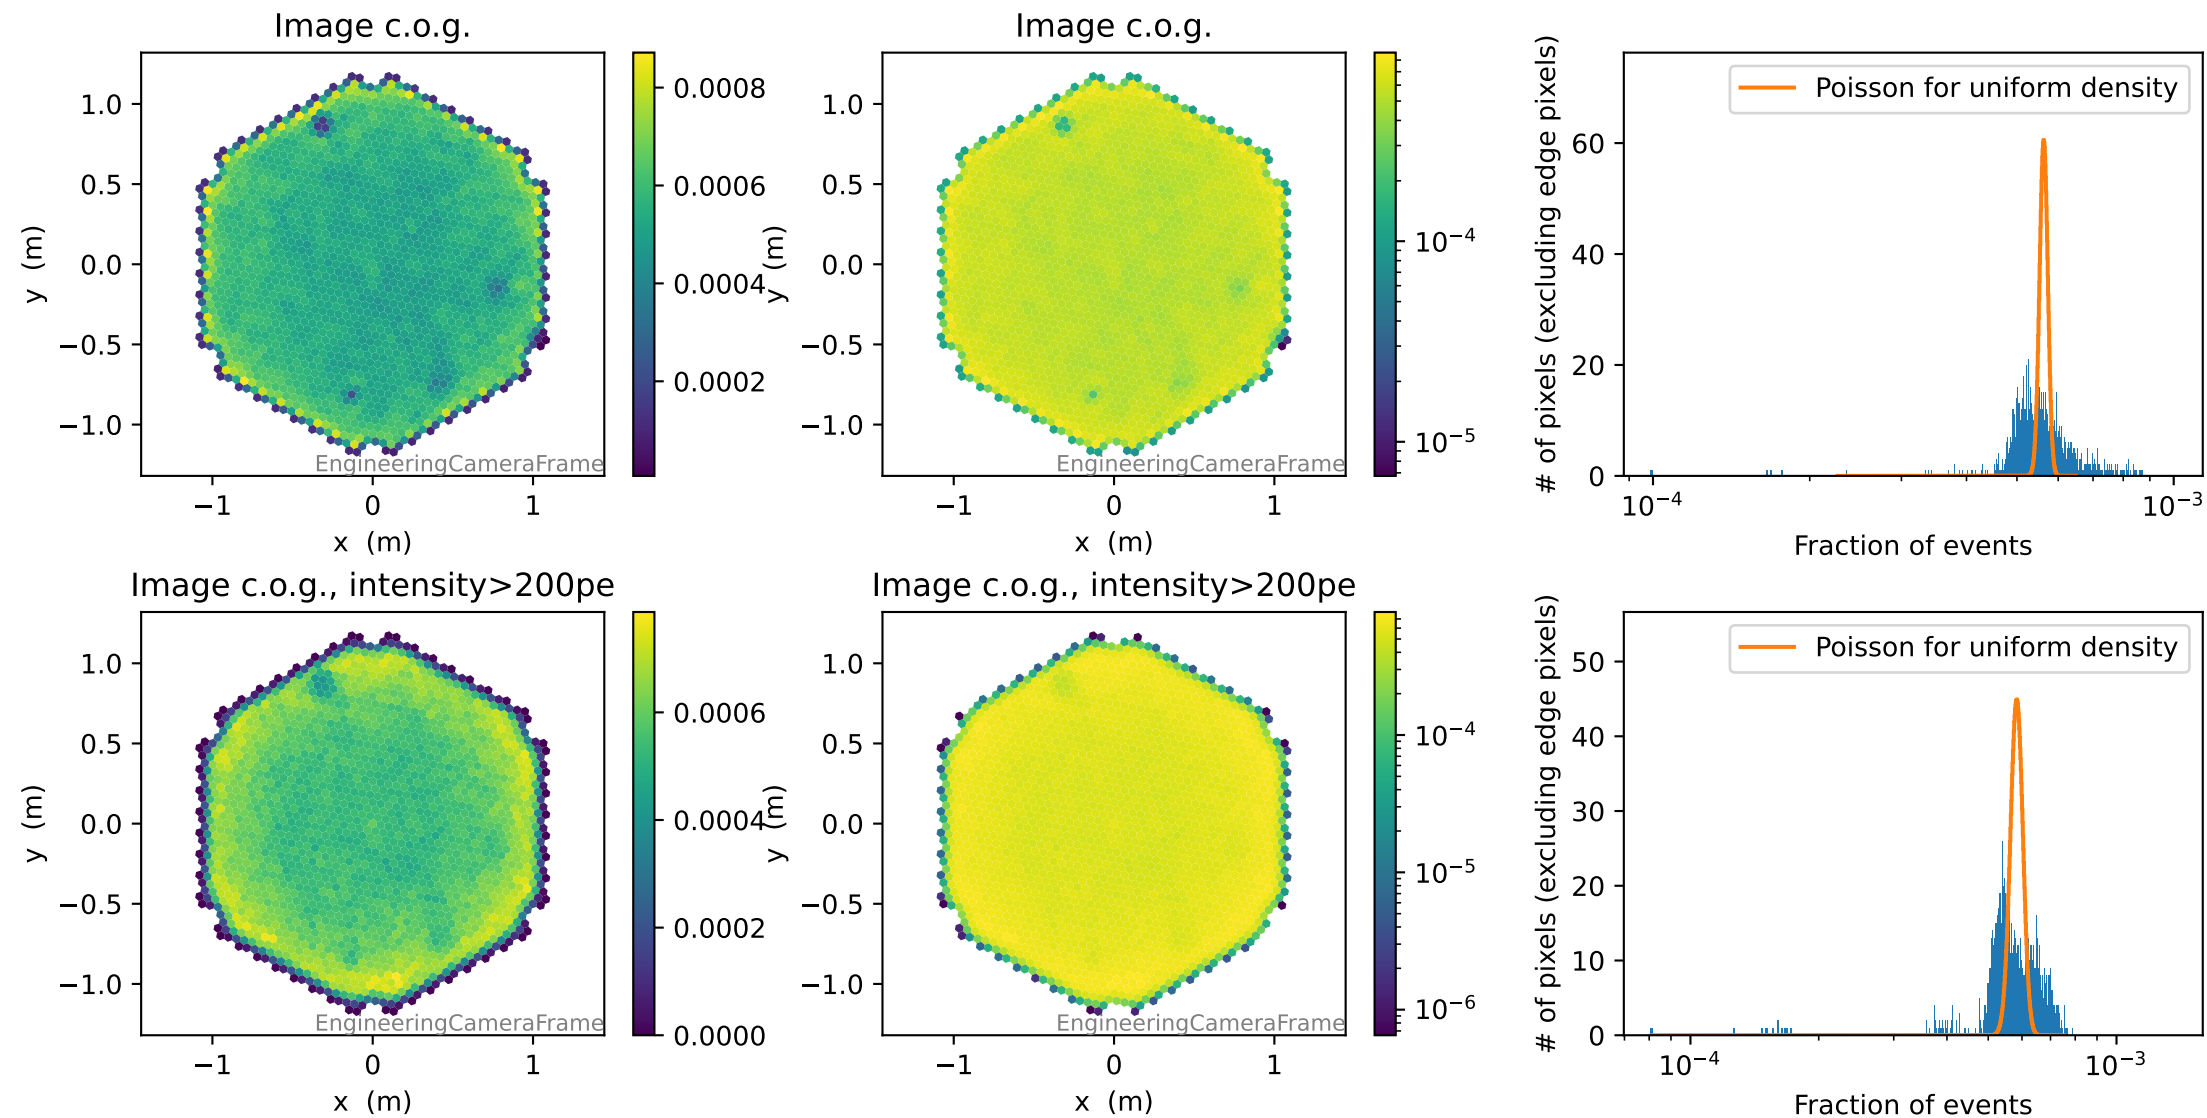 Image c.o.g.
1.0
0.5
0.0
−0.5
−1.0
y (m)
−1
0
1
x (m)
EngineeringCameraFrame
0.0008
0.0006
0.0004
0.0002
Image c.o.g.
1.0
0.5
0.0
−0.5
−1.0
y (m)
−1
0
1
x (m)
EngineeringCameraFrame
10⁻⁴
10⁻⁵
# of pixels (excluding edge pixels)
60
40
20
0
Poisson for uniform density
10⁻⁴
10⁻³
Fraction of events
Image c.o.g., intensity>200pe
1.0
0.5
0.0
−0.5
−1.0
y (m)
−1
0
1
x (m)
EngineeringCameraFrame
0.0006
0.0004
0.0002
0.0000
Image c.o.g., intensity>200pe
1.0
0.5
0.0
−0.5
−1.0
y (m)
−1
0
1
x (m)
EngineeringCameraFrame
10⁻⁴
10⁻⁵
10⁻⁶
# of pixels (excluding edge pixels)
50
40
30
20
10
0
Poisson for uniform density
10⁻⁴
10⁻³
Fraction of events